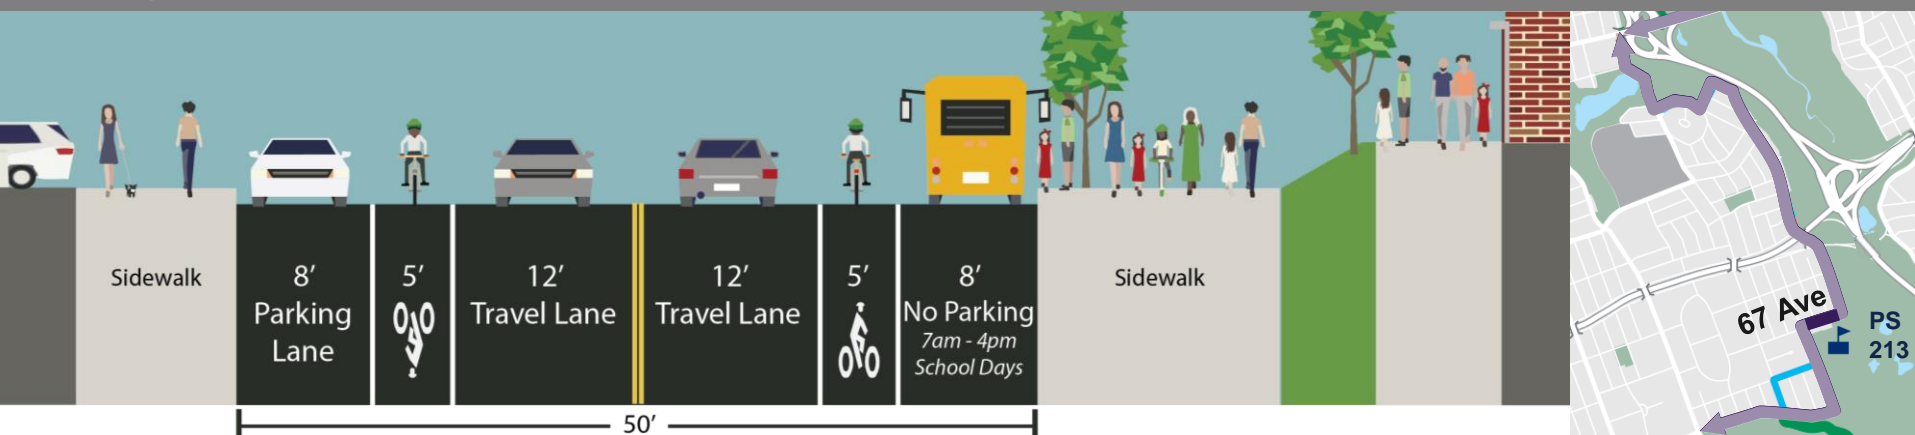 Sidewalk
8’
Parking
Lane
5’
12’
Travel Lane
12’
Travel Lane
5’
8’
No Parking
7am - 4pm
School Days
Sidewalk
50’
67 Ave
PS
213